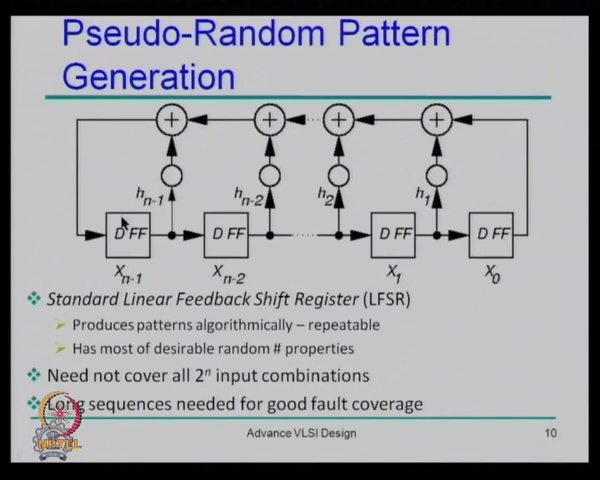 Pseudo-Random Pattern
Generation
+ + + +
h n-1 h n-2 h 2 h 1
D FF D FF D FF D FF
X n-1 X n-2 X 1 X 0
Standard Linear Feedback Shift Register (LFSR)
Produces patterns algorithmically – repeatable
Has most of desirable random # properties
Need not cover all 2^n input combinations
Long sequences needed for good fault coverage
NPTEL
Advance VLSI Design 10